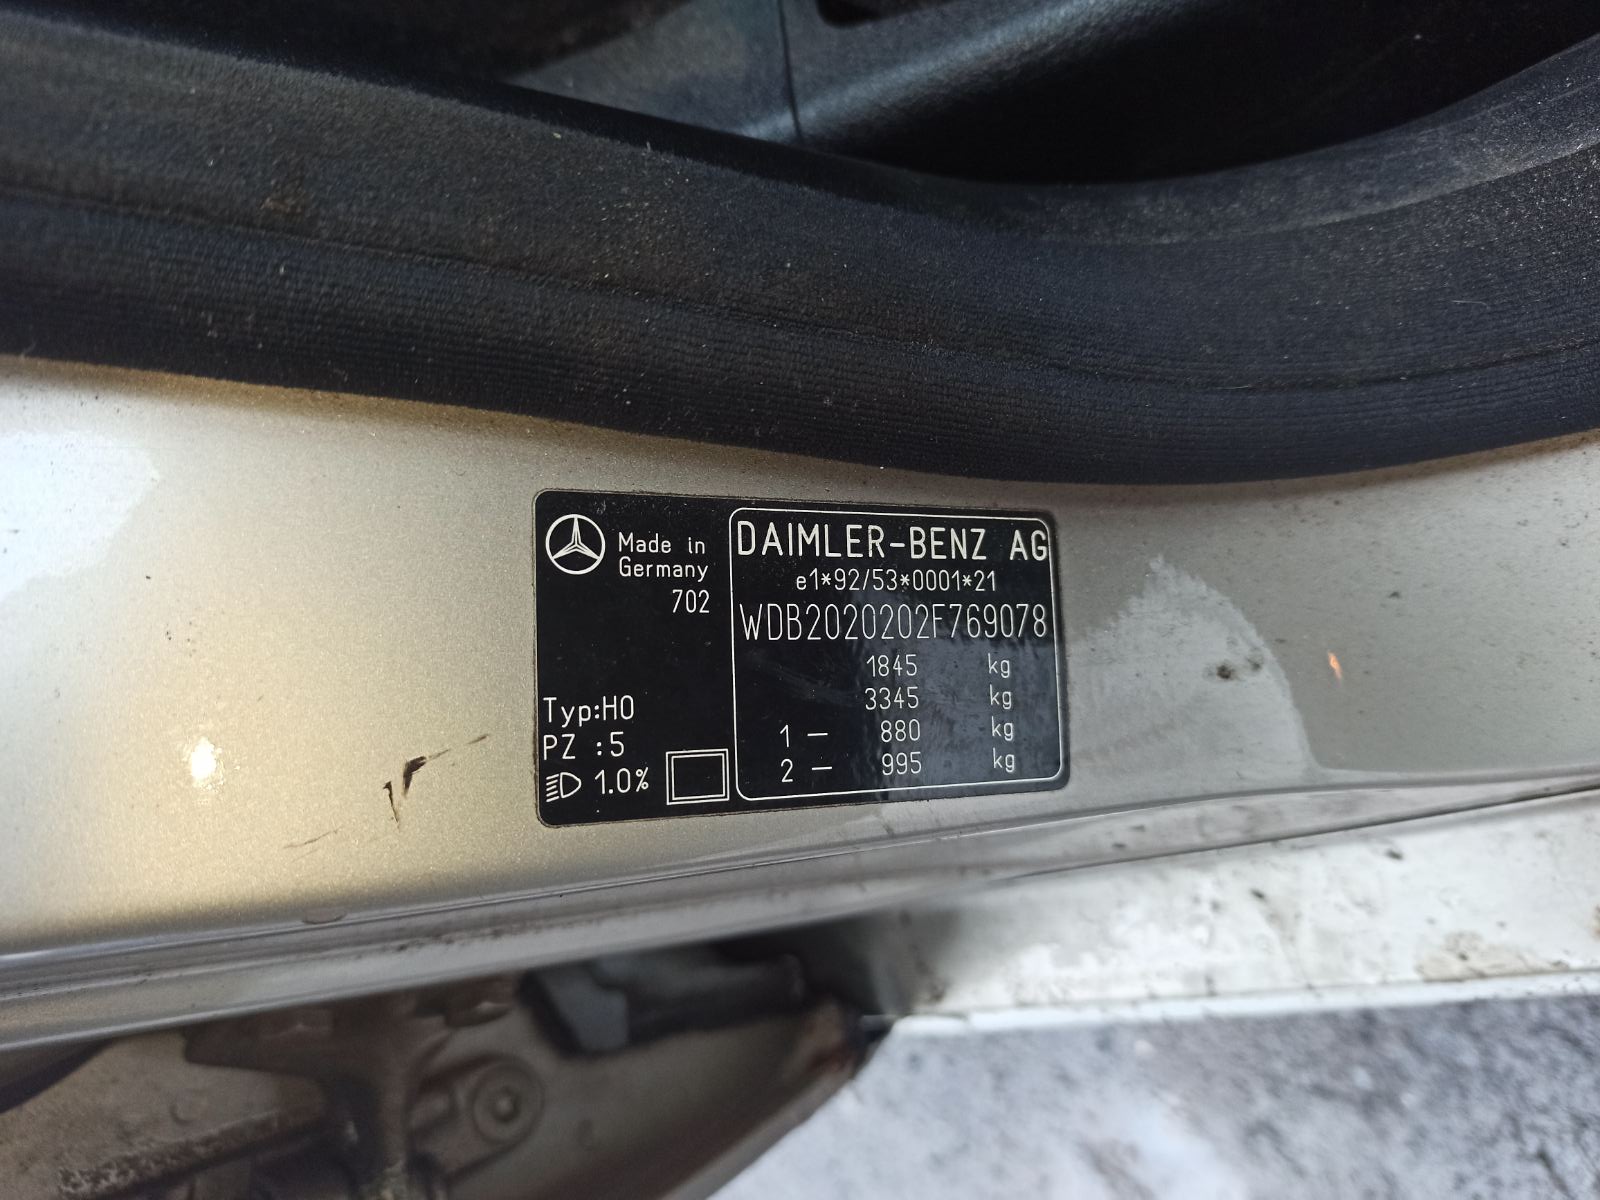 Made in
Germany
702
Typ:HO
PZ :5
1.0%
DAIMLER-BENZ AG
e1*92/53*0001*21
WDB2020202F769078
1845 kg
3345 kg
1 – 880 kg
2 – 995 kg